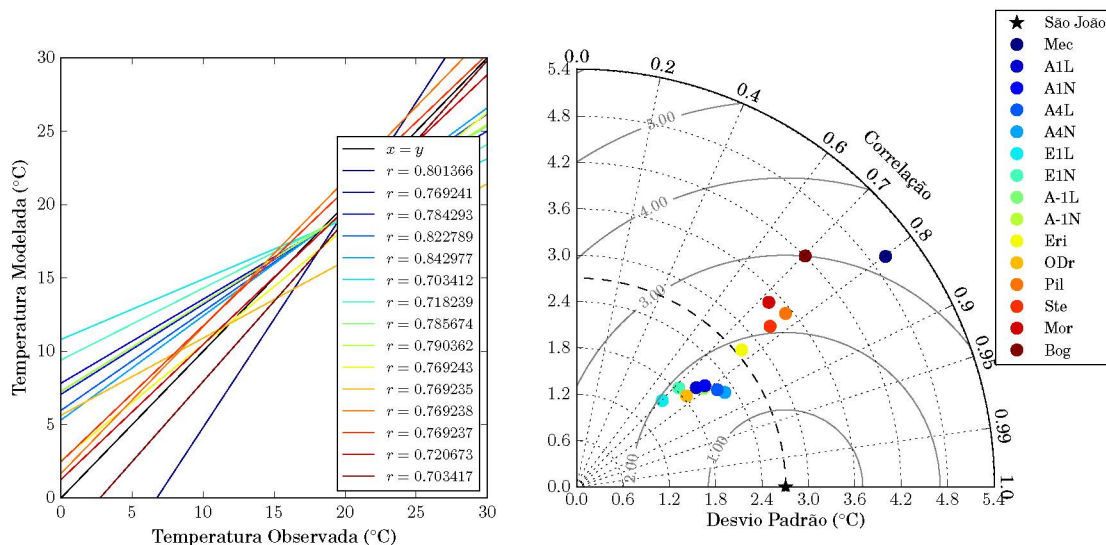 30
25
20
15
10
5
0
Temperatura Modelada (°C)
0
5
10
15
20
25
30
Temperatura Observada (°C)
x = y
r = 0.801366
r = 0.769241
r = 0.784293
r = 0.822789
r = 0.842977
r = 0.703412
r = 0.718239
r = 0.785674
r = 0.790362
r = 0.769243
r = 0.769235
r = 0.769238
r = 0.769237
r = 0.720673
r = 0.703417
5.4
4.8
4.2
3.6
3.0
2.4
1.8
1.2
0.6
0.0
0.0
0.2
0.4
0.6
0.7
0.8
0.9
0.95
0.99
1.0
Correlação
5.00
4.00
3.00
2.00
1.00
0.0
0.6
1.2
1.8
2.4
3.0
3.6
4.2
4.8
5.4
Desvio Padrão (°C)
São João
Mec
A1L
A1N
A4L
A4N
E1L
E1N
A-1L
A-1N
Eri
ODr
Pil
Ste
Mor
Bog